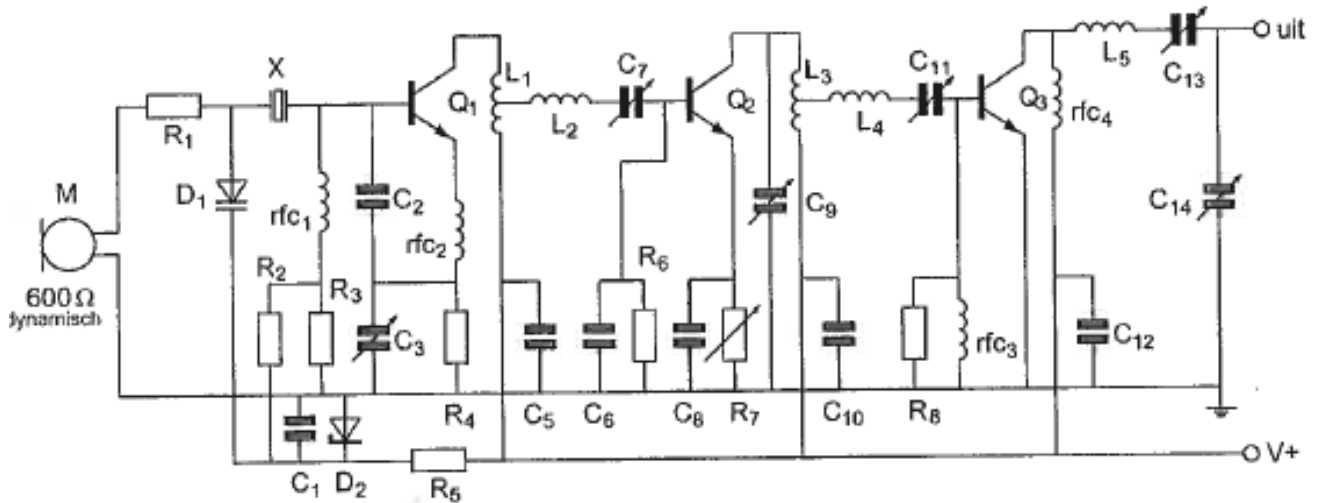 uit
L5
C13
X
L1
C7
L3
C11
R1
Q1
L2
Q2
L4
Q3
rfc4
M
D1
rfc1
C2
rfc2
C9
C14
600Ω
dynamisch
R2
R3
C3
R6
rfc3
C12
R4
C5
C6
C8
R7
C10
R8
C1
D2
R5
V+